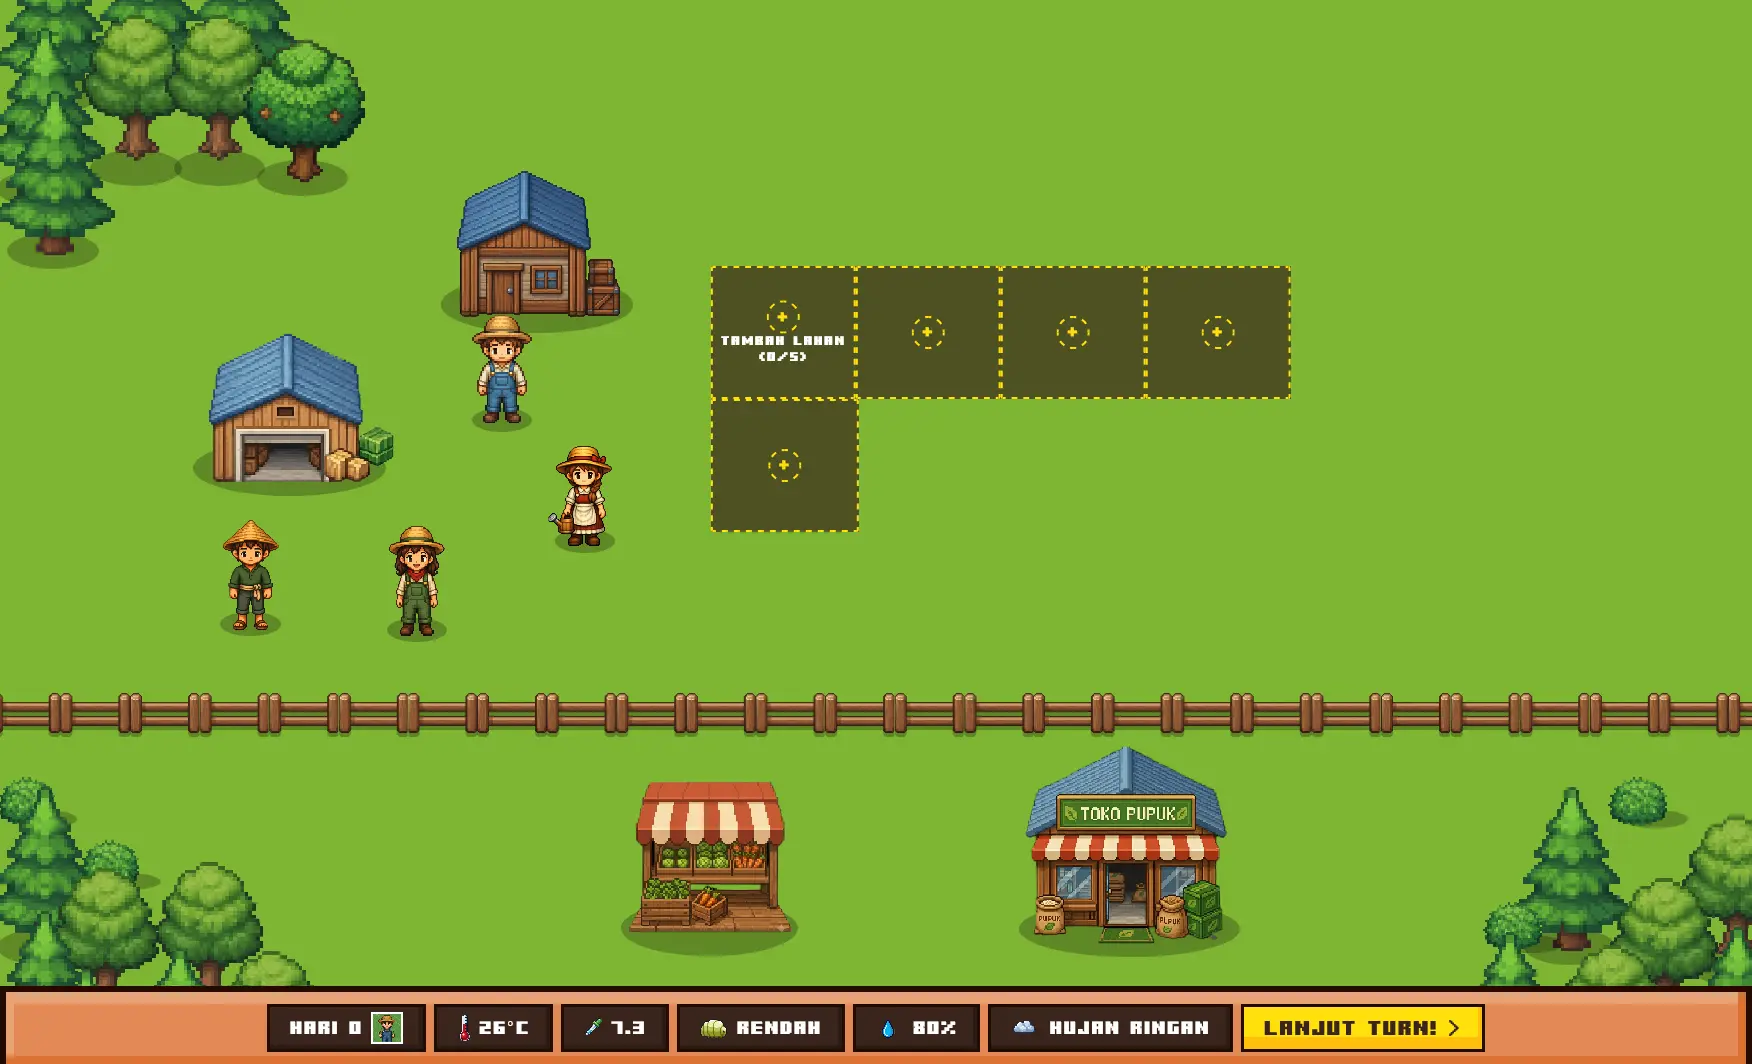 TAMBAH LAHAN
(0/5)
TOKO PUPUK
PUPUK
PUPUK
HARI 0
26°C
7.3
RENDAH
80%
HUJAN RINGAN
LANJUT TURN! >